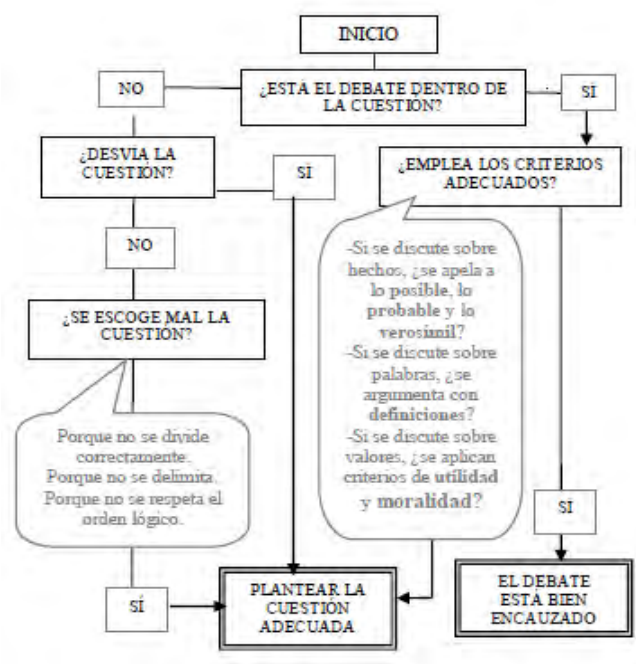 INICIO
¿ESTÁ EL DEBATE DENTRO DE
LA CUESTIÓN?
NO
SÍ
¿DESVÍA LA
CUESTIÓN?
SÍ
¿EMPLEA LOS CRITERIOS
ADECUADOS?
NO
-Si se discute sobre
hechos, ¿se apela a
lo posible, lo
probable y lo
verosímil?
-Si se discute sobre
palabras, ¿se
argumenta con
definiciones?
-Si se discute sobre
valores, ¿se aplican
criterios de utilidad
y moralidad?
¿SE ESCOGE MAL LA
CUESTIÓN?
Porque no se divide
correctamente.
Porque no se delimita.
Porque no se respeta el
orden lógico.
SI
SÍ
PLANTEAR LA
CUESTIÓN
ADECUADA
EL DEBATE
ESTÁ BIEN
ENCAUZADO